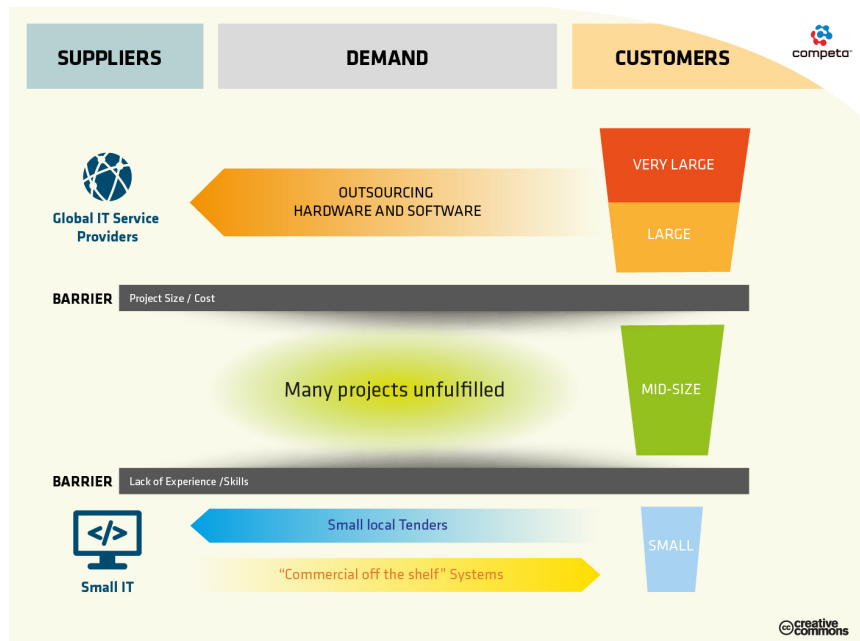 SUPPLIERS
DEMAND
CUSTOMERS
competa
Global IT Service
Providers
OUTSOURCING
HARDWARE AND SOFTWARE
VERY LARGE
LARGE
BARRIER
Project Size / Cost
Many projects unfulfilled
MID-SIZE
BARRIER
Lack of Experience /Skills
</>
Small IT
Small local Tenders
"Commercial off the shelf” Systems
SMALL
cc creative
commons